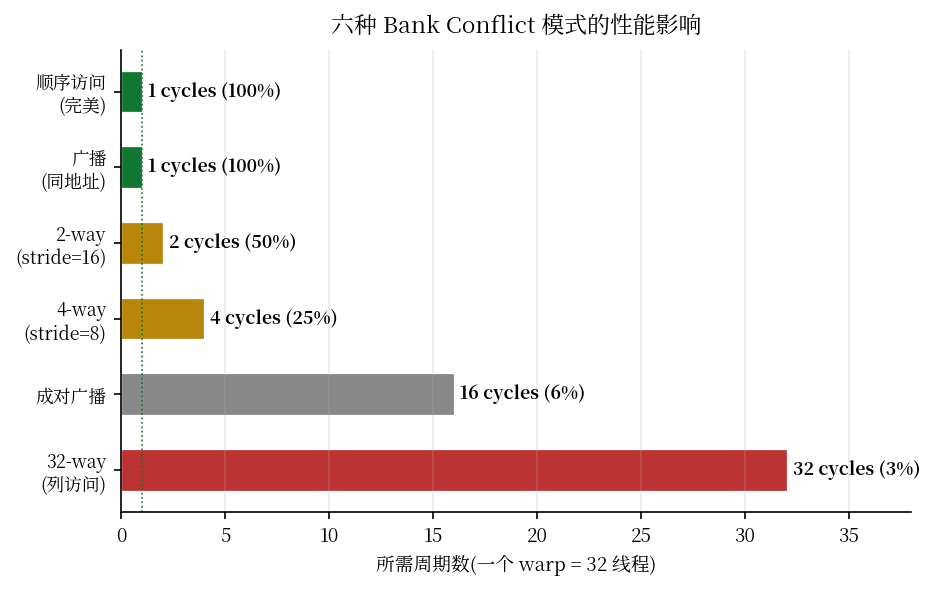 六种 Bank Conflict 模式的性能影响
顺序访问
(完美)
1 cycles (100%)
广播
(同地址)
1 cycles (100%)
2-way
(stride=16)
2 cycles (50%)
4-way
(stride=8)
4 cycles (25%)
成对广播
16 cycles (6%)
32-way
(列访问)
32 cycles (3%)
0 5 10 15 20 25 30 35
所需周期数(一个 warp = 32 线程)